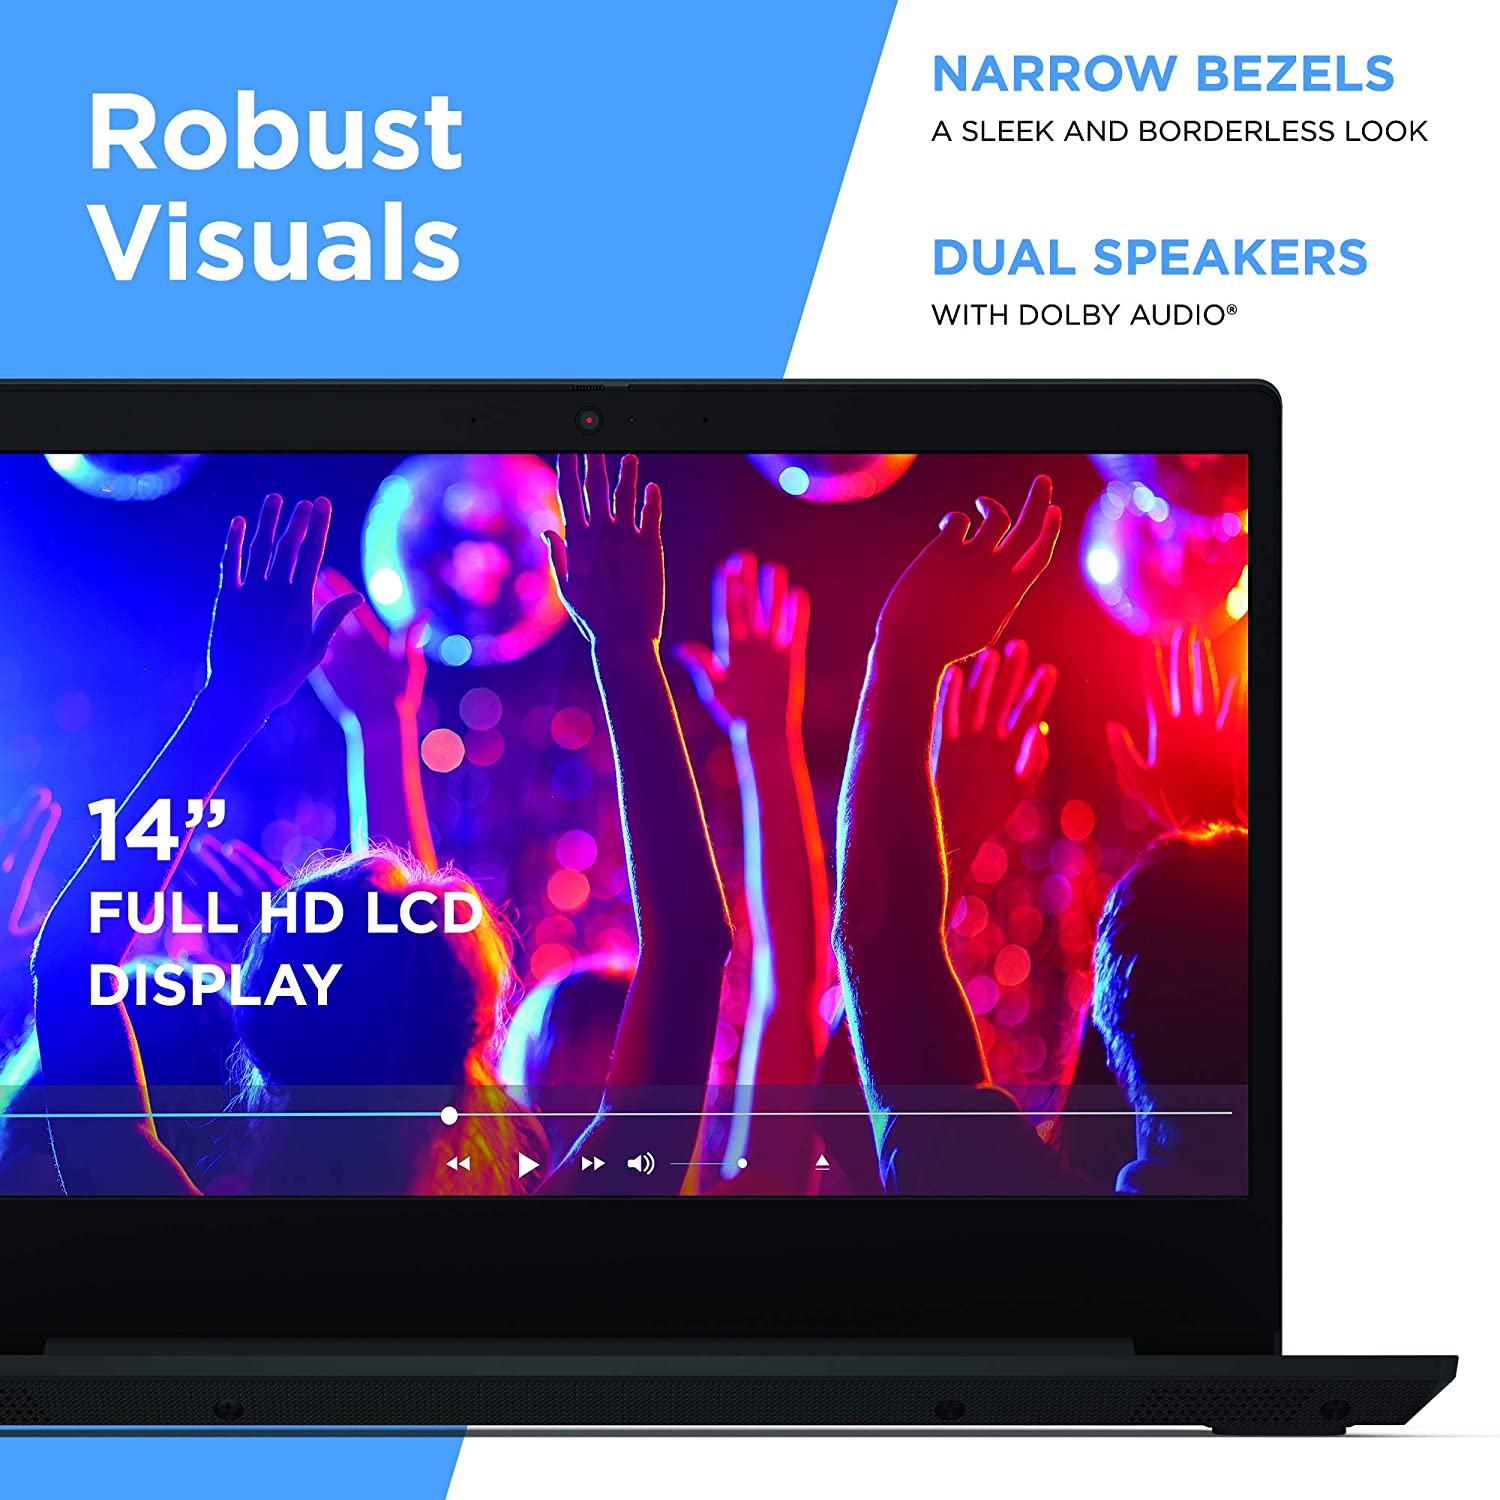 Robust
Visuals
NARROW BEZELS
A SLEEK AND BORDERLESS LOOK
DUAL SPEAKERS
WITH DOLBY AUDIO®
14”
FULL HD LCD
DISPLAY